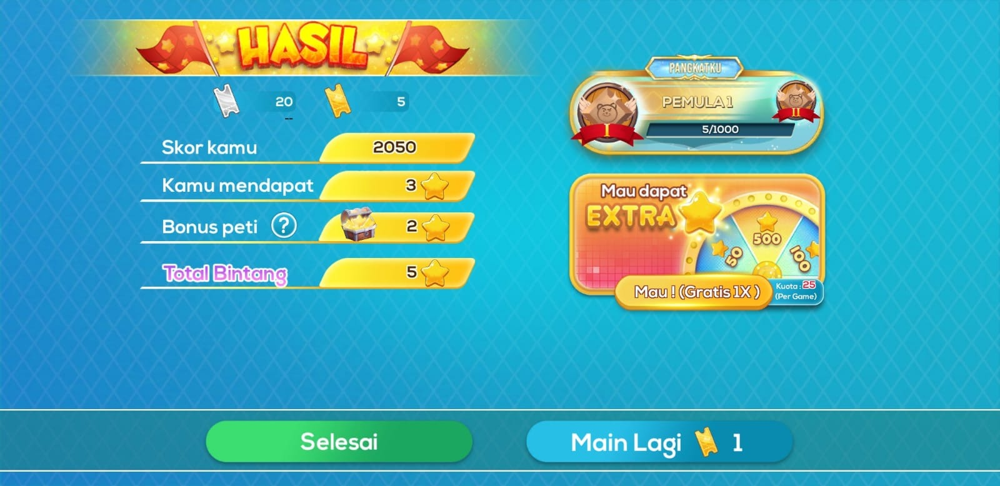 HASIL
20
5
--
Skor kamu
2050
Kamu mendapat
3
Bonus peti
?
2
Total Bintang
5
PANGKATKU
PEMULA 1
I
II
5/1000
Mau dapat
EXTRA
50
500
100
Mau ! (Gratis 1X )
Kuota : 25
(Per Game)
Selesai
Main Lagi 1